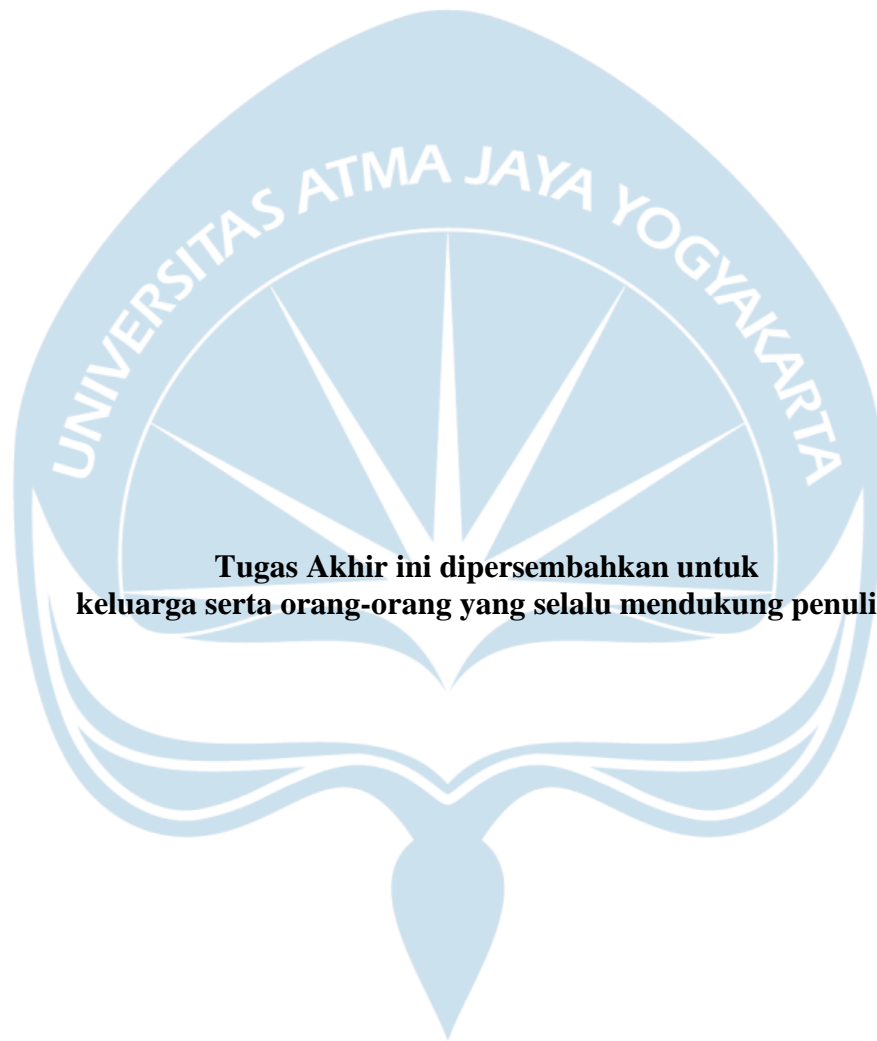 UNIVERSITAS ATMA JAYA YOGYAKARTA
Tugas Akhir ini dipersembahkan untuk
keluarga serta orang-orang yang selalu mendukung penuli